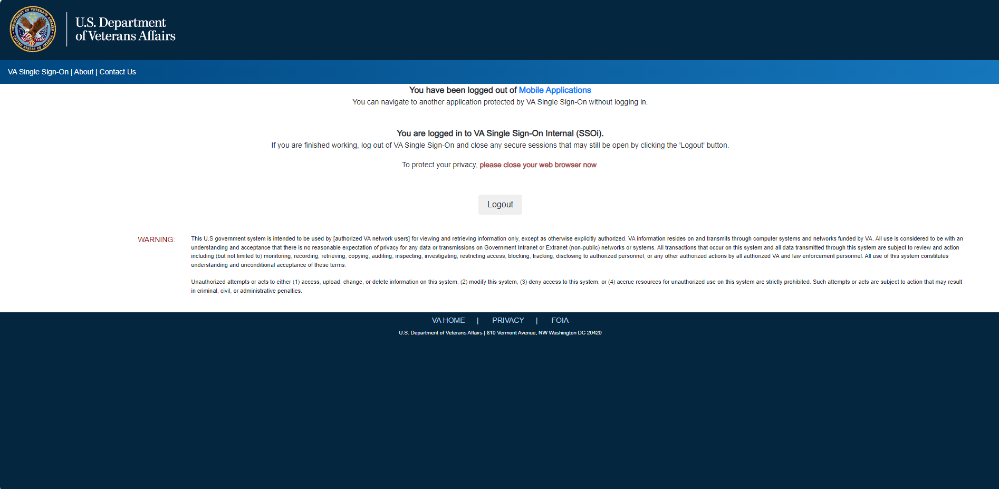 U.S. Department
of Veterans Affairs
VA Single Sign-On | About | Contact Us
You have been logged out of Mobile Applications
You can navigate to another application protected by VA Single Sign-On without logging in.
You are logged in to VA Single Sign-On Internal (SSOi).
If you are finished working, log out of VA Single Sign-On and close any secure sessions that may still be open by clicking the 'Logout' button.
To protect your privacy, please close your web browser now.
Logout
WARNING:
This U.S government system is intended to be used by [authorized VA network users] for viewing and retrieving information only, except as otherwise explicitly authorized. VA information resides on and transmits through computer systems and networks funded by VA. All use is considered to be with an
understanding and acceptance that there is no reasonable expectation of privacy for any data or transmissions on Government Intranet or Extranet (non-public) networks or systems. All transactions that occur on this system and all data transmitted through this system are subject to review and action
including (but not limited to) monitoring, recording, retrieving, copying, auditing, inspecting, investigating, restricting access, blocking, tracking, disclosing to authorized personnel, or any other authorized actions by all authorized VA and law enforcement personnel. All use of this system constitutes
understanding and unconditional acceptance of these terms.
Unauthorized attempts or acts to either (1) access, upload, change, or delete information on this system, (2) modify this system, (3) deny access to this system, or (4) accrue resources for unauthorized use on this system are strictly prohibited. Such attempts or acts are subject to action that may result
in criminal, civil, or administrative penalties.
VA HOME | PRIVACY | FOIA
U.S. Department of Veterans Affairs | 810 Vermont Avenue, NW Washington DC 20420
DEPARTMENT OF VETERANS AFFAIRS
UNITED STATES OF AMERICA